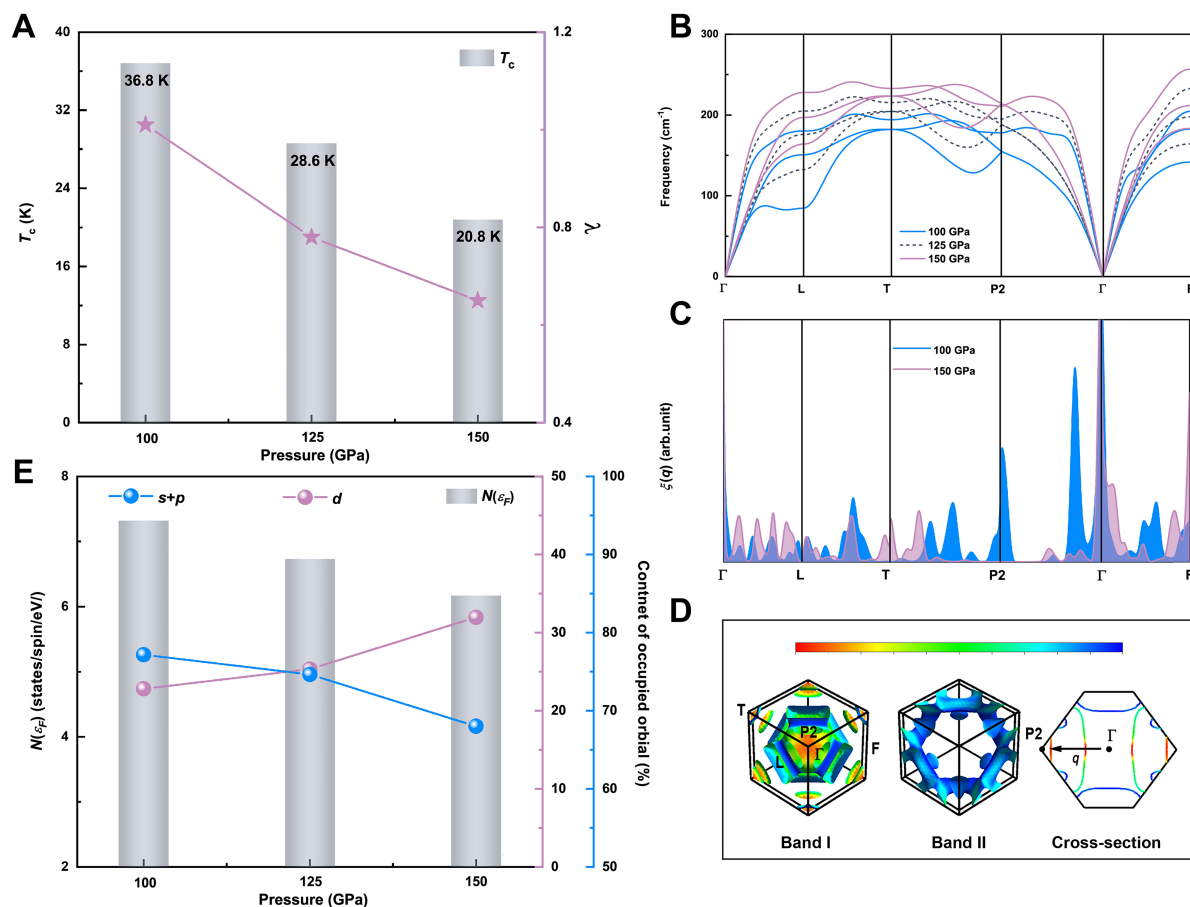 A
40
32
24
16
8
0
Tc (K)
36.8 K
28.6 K
20.8 K
Tc
1.2
0.8
0.4
λ
100
125
150
Pressure (GPa)
B
300
200
100
0
Frequency (cm-1)
100 GPa
125 GPa
150 GPa
Γ
L
T
P2
Γ
F
C
ξ(q) (arb.unit)
100 GPa
150 GPa
Γ
L
T
P2
Γ
F
D
T
P2
Γ
L
F
P2
Γ
q
Band I
Band II
Cross-section
E
8
6
4
2
N(εF) (states/spin/eV/)
s+p
d
N(εF)
50
40
30
20
10
0
100
90
80
70
60
50
Contnet of occupied orbial (%)
100
125
150
Pressure (GPa)